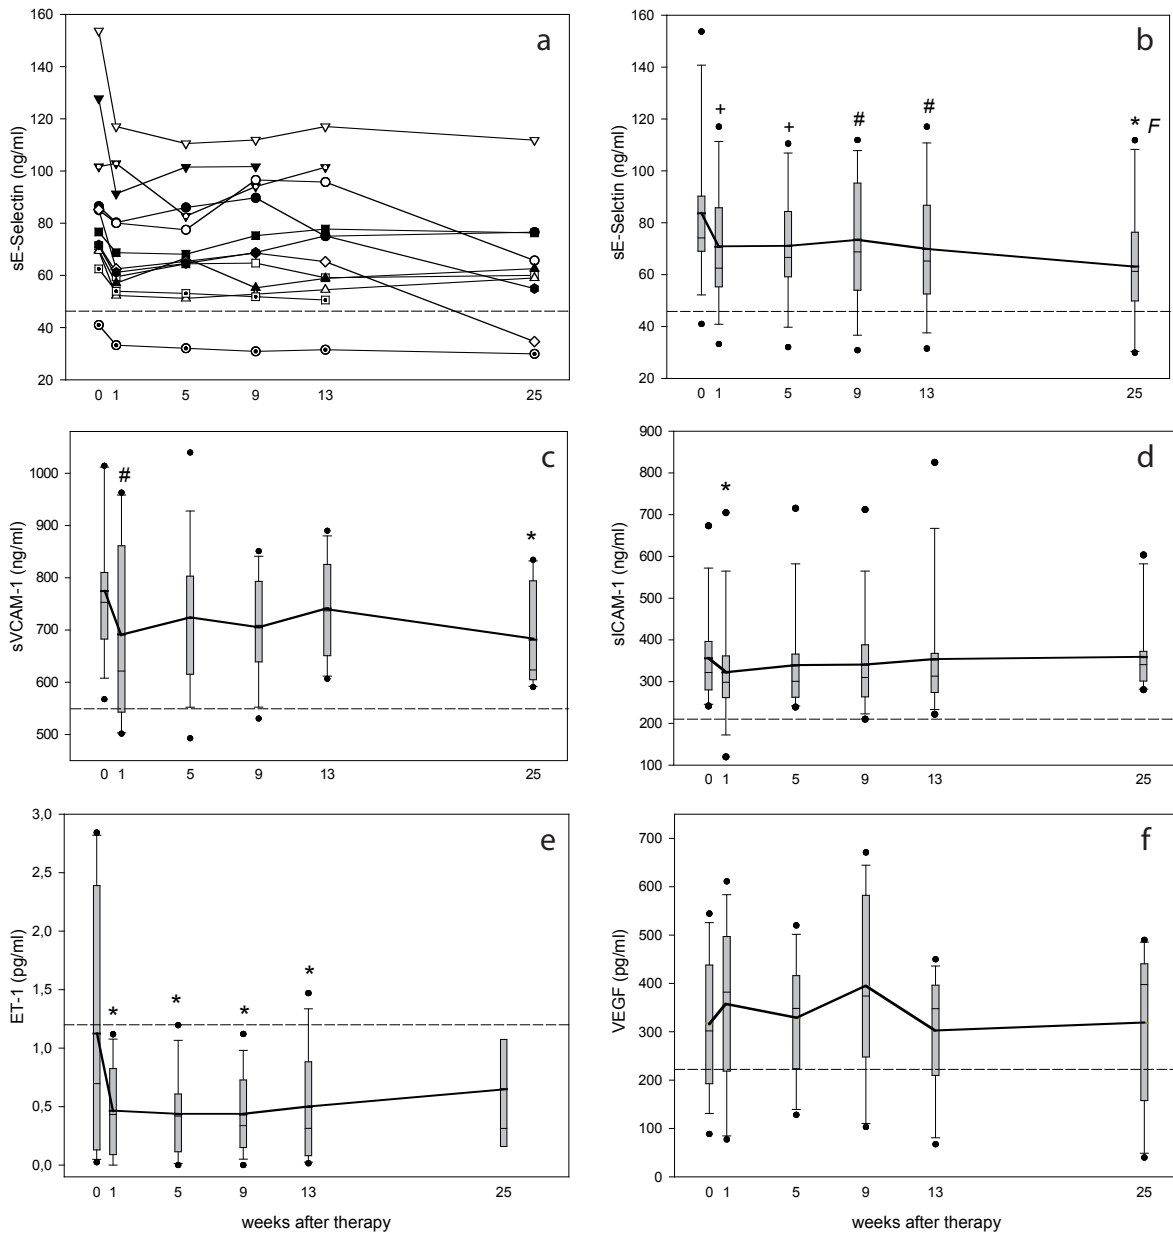 a
160
140
120
100
80
60
40
20
sE-Selectin (ng/ml)
0 1 5 9 13 25
b
160
140
120
100
80
60
40
20
sE-Selctin (ng/ml)
+ + # # * F
0 1 5 9 13 25
c
1000
900
800
700
600
500
sVCAM-1 (ng/ml)
# *
0 1 5 9 13 25
d
900
800
700
600
500
400
300
200
100
sICAM-1 (ng/ml)
*
0 1 5 9 13 25
e
3,0
2,5
2,0
1,5
1,0
0,5
0,0
ET-1 (pg/ml)
* * * *
0 1 5 9 13 25
weeks after therapy
f
700
600
500
400
300
200
100
0
VEGF (pg/ml)
0 1 5 9 13 25
weeks after therapy